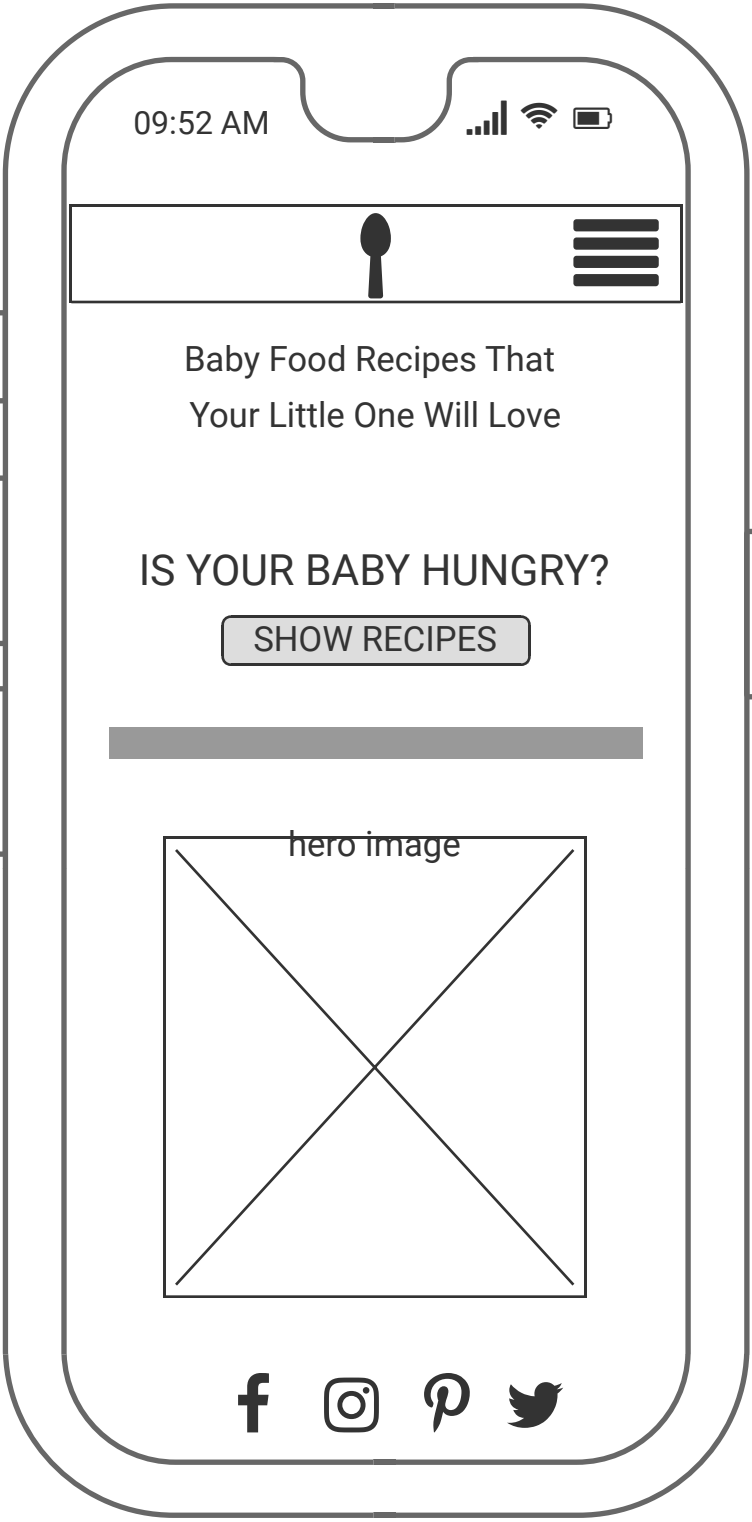 09:52 AM
Baby Food Recipes That
Your Little One Will Love
IS YOUR BABY HUNGRY?
SHOW RECIPES
hero image